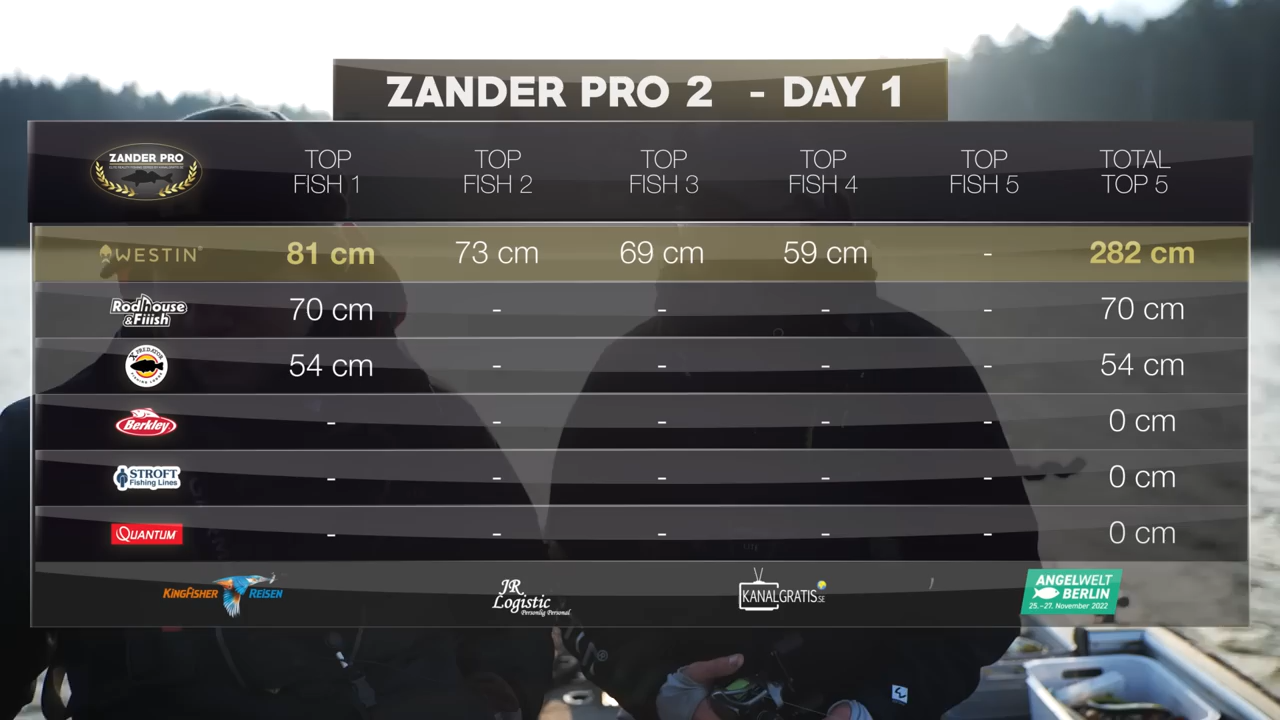 ZANDER PRO 2 - DAY 1
ZANDER PRO
TOP FISH 1
TOP FISH 2
TOP FISH 3
TOP FISH 4
TOP FISH 5
TOTAL TOP 5
WESTIN® 81 cm 73 cm 69 cm 59 cm - 282 cm
Rodhouse &Fiiish 70 cm - - - - 70 cm
XPREDATOR 54 cm - - - - 54 cm
Berkley - - - - - 0 cm
STROFT Fishing Lines - - - - - 0 cm
QUANTUM - - - - - 0 cm
KINGFISHER REISEN
JR Logistic
Personlig Personal
KANALGRATIS.SE
ANGELWELT
BERLIN
25.-27. November 2022